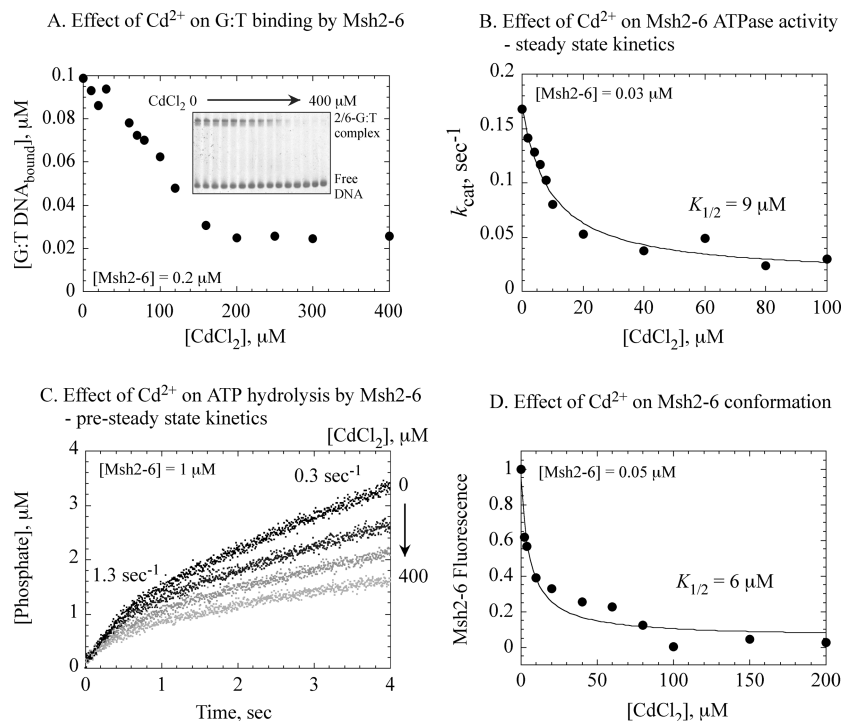 A. Effect of Cd²⁺ on G:T binding by Msh2-6
0.1
0.08
0.06
0.04
0.02
0
[G:T DNA_bound], µM
CdCl₂ 0
400 µM
2/6-G:T
complex
Free
DNA
[Msh2-6] = 0.2 µM
0 100 200 300 400
[CdCl₂], µM
B. Effect of Cd²⁺ on Msh2-6 ATPase activity
- steady state kinetics
0.2
0.15
0.1
0.05
0
k_cat, sec⁻¹
[Msh2-6] = 0.03 µM
K₁/₂ = 9 µM
0 20 40 60 80 100
[CdCl₂], µM
C. Effect of Cd²⁺ on ATP hydrolysis by Msh2-6
- pre-steady state kinetics
[CdCl₂], µM
4
3
2
1
0
[Phosphate], µM
[Msh2-6] = 1 µM
0.3 sec⁻¹
0
1.3 sec⁻¹
400
0 1 2 3 4
Time, sec
D. Effect of Cd²⁺ on Msh2-6 conformation
1
0.8
0.6
0.4
0.2
0
Msh2-6 Fluorescence
[Msh2-6] = 0.05 µM
K₁/₂ = 6 µM
0 50 100 150 200
[CdCl₂], µM